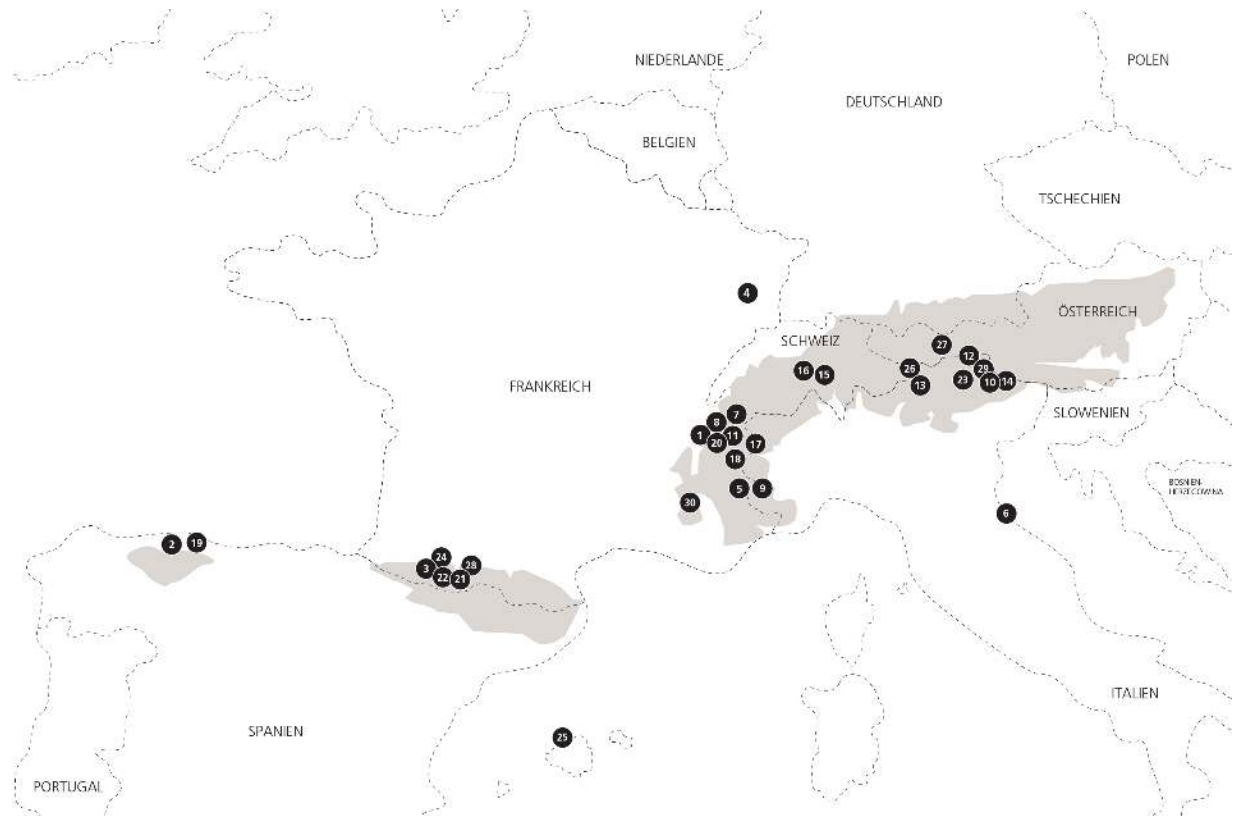 NIEDERLANDE
POLEN
DEUTSCHLAND
BELGIEN
TSCHECHIEN
4
ÖSTERREICH
SCHWEIZ
27
12
16
15
26
29
23
10
14
13
FRANKREICH
7
8
SLOWENIEN
1
11
20
17
18
5
9
BOSNIEN-
HERZEGOWINA
30
6
2
19
24
3
28
22
21
ITALIEN
SPANIEN
25
PORTUGAL